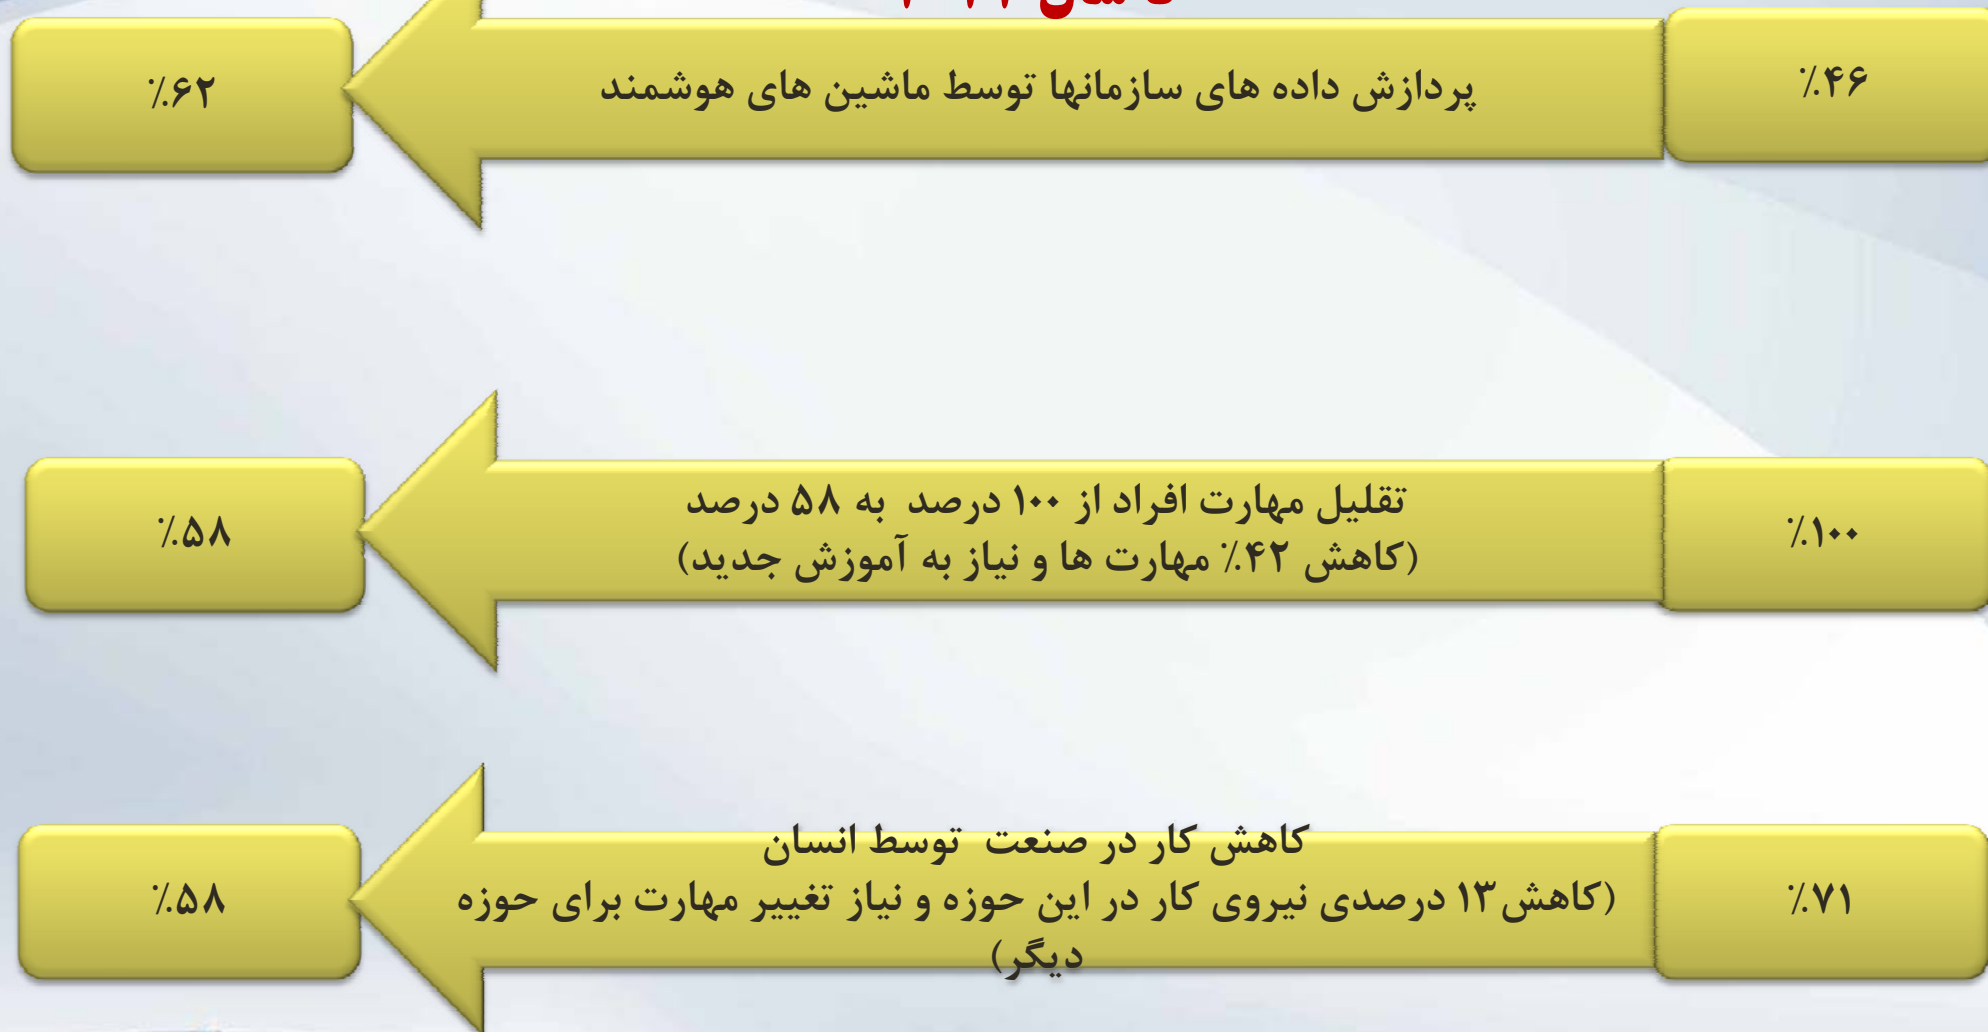 ٪۴۶
پردازش داده های سازمانها توسط ماشین های هوشمند
٪۶۲
٪۱۰۰
تقلیل مهارت افراد از ۱۰۰ درصد به ۵۸ درصد
(کاهش ۴۲٪ مهارت ها و نیاز به آموزش جدید)
٪۵۸
٪۷۱
کاهش کار در صنعت توسط انسان
(کاهش۱۳ درصدی نیروی کار در این حوزه و نیاز تغییر مهارت برای حوزه
دیگر)
٪۵۸